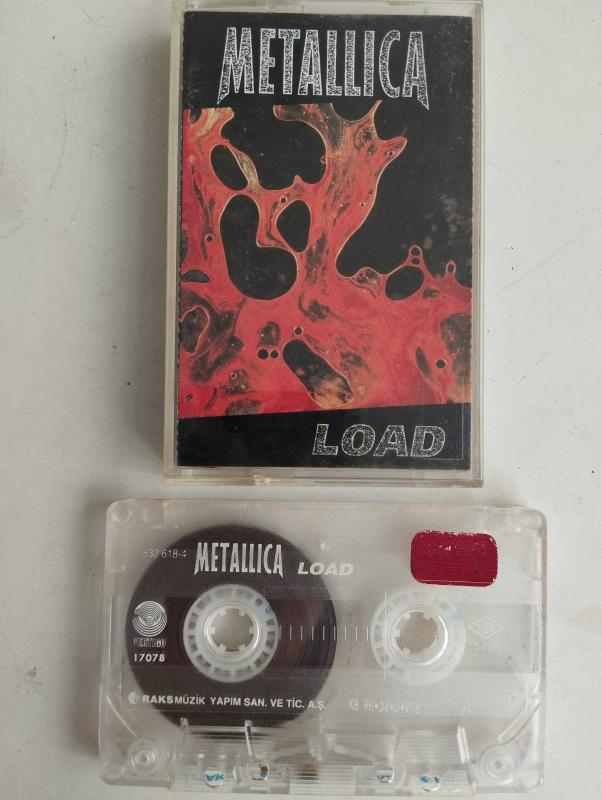 METALLICA
LOAD
532 618-4
METALLICA
LOAD
VERTIGO
17078
RAKS MÜZİK YAPIM SAN. VE TİC. A.Ş.
A